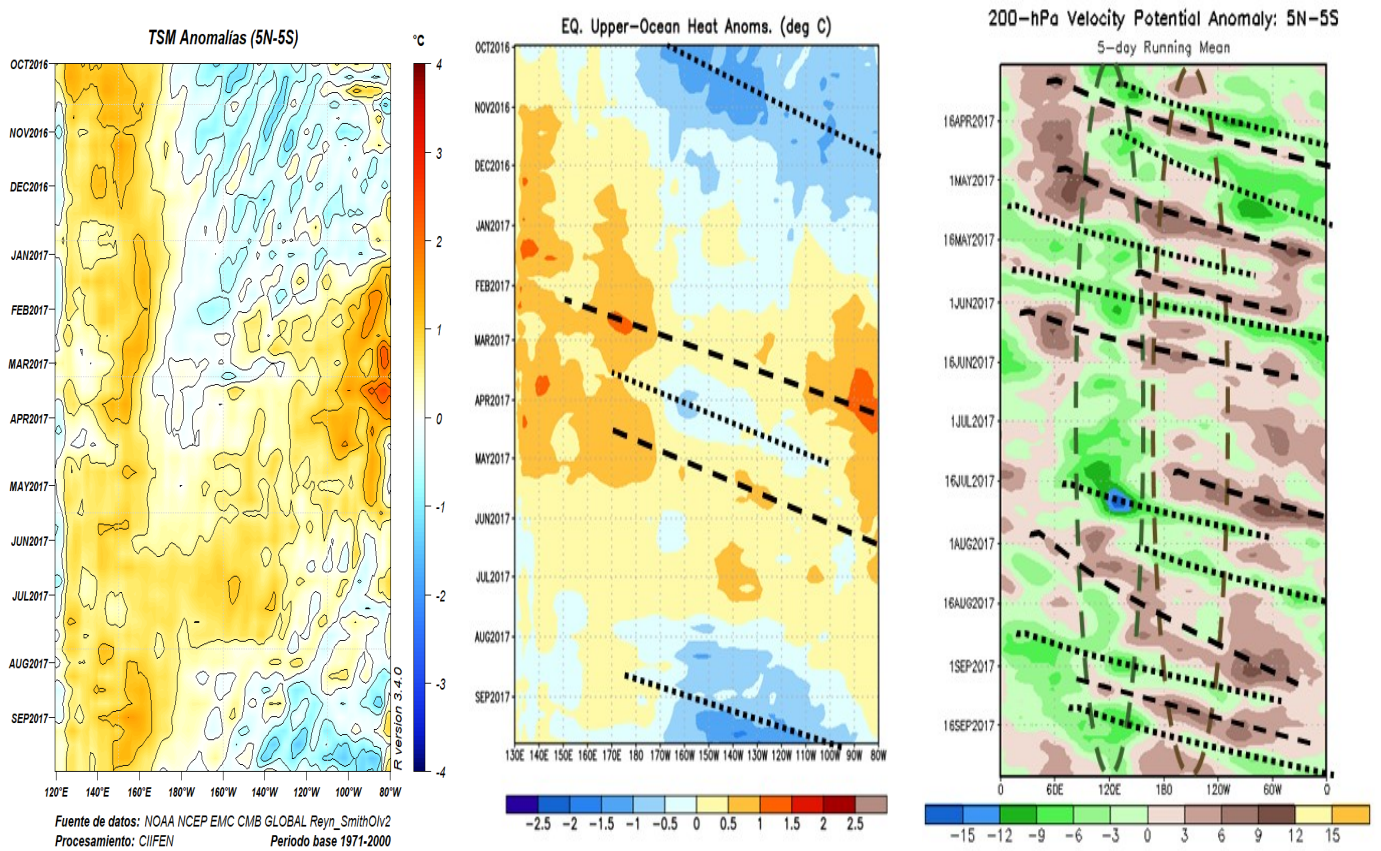 TSM Anomalías (5N-5S)
°C
OCT2016
NOV2016
DEC2016
JAN2017
FEB2017
MAR2017
APR2017
MAY2017
JUN2017
JUL2017
AUG2017
SEP2017
120°E 140°E 160°E 180°W 160°W 140°W 120°W 100°W 80°W
4
3
2
1
0
-1
-2
-3
-4
R version 3.4.0
Fuente de datos: NOAA NCEP EMC CMB GLOBAL Reyn_SmithOIv2
Procesamiento: CIIFEN Periodo base 1971-2000
EQ. Upper-Ocean Heat Anoms. (deg C)
OCT2016
NOV2016
DEC2016
JAN2017
FEB2017
MAR2017
APR2017
MAY2017
JUN2017
JUL2017
AUG2017
SEP2017
130E 140E 150E 160E 170E 180 170W 160W 150W 140W 130W 120W 110W 100W 90W 80W
-2.5 -2 -1.5 -1 -0.5 0 0.5 1 1.5 2 2.5
200-hPa Velocity Potential Anomaly: 5N-5S
5-day Running Mean
16APR2017
1MAY2017
16MAY2017
1JUN2017
16JUN2017
1JUL2017
16JUL2017
1AUG2017
16AUG2017
1SEP2017
16SEP2017
0 60E 120E 180 120W 60W 0
-15 -12 -9 -6 -3 0 3 6 9 12 15